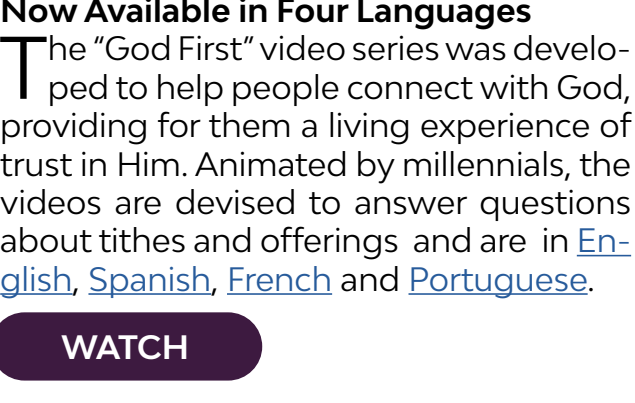 Now Available in Four Languages
The “God First” video series was develo-
ped to help people connect with God,
providing for them a living experience of
trust in Him. Animated by millennials, the
videos are devised to answer questions
about tithes and offerings and are in En-
glish, Spanish, French and Portuguese.
WATCH